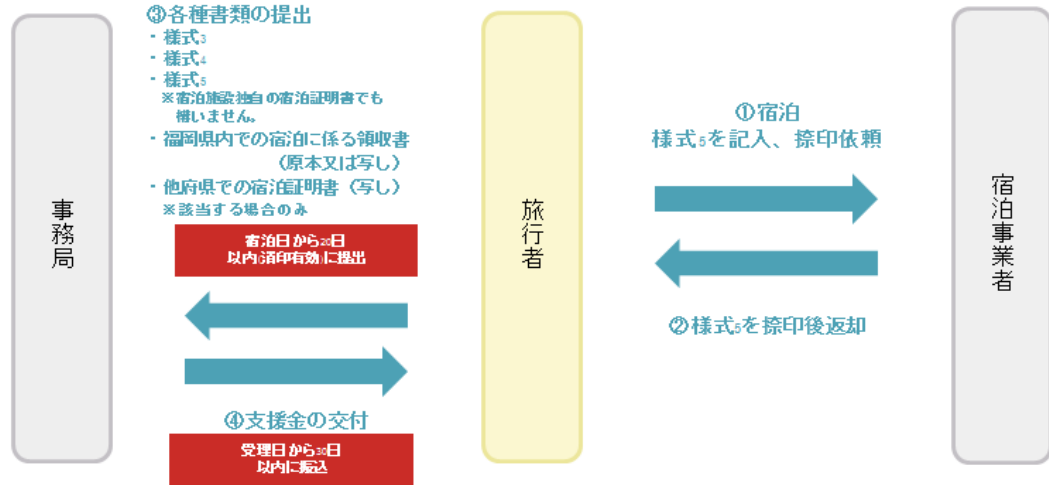 ③各種書類の提出
・様式3
・様式4
・様式5
※宿泊施設独自の宿泊証明書でも
構いません。
・福岡県内での宿泊に係る領収書
（原本又は写し）
・他府県での宿泊証明書（写し）
※該当する場合のみ
宿泊日から20日
以内(消印有効)に提出
④支援金の交付
受理日から30日
以内に振込
事務局
旅行者
①宿泊
様式5を記入、捺印依頼
②様式5を捺印後返却
宿泊事業者